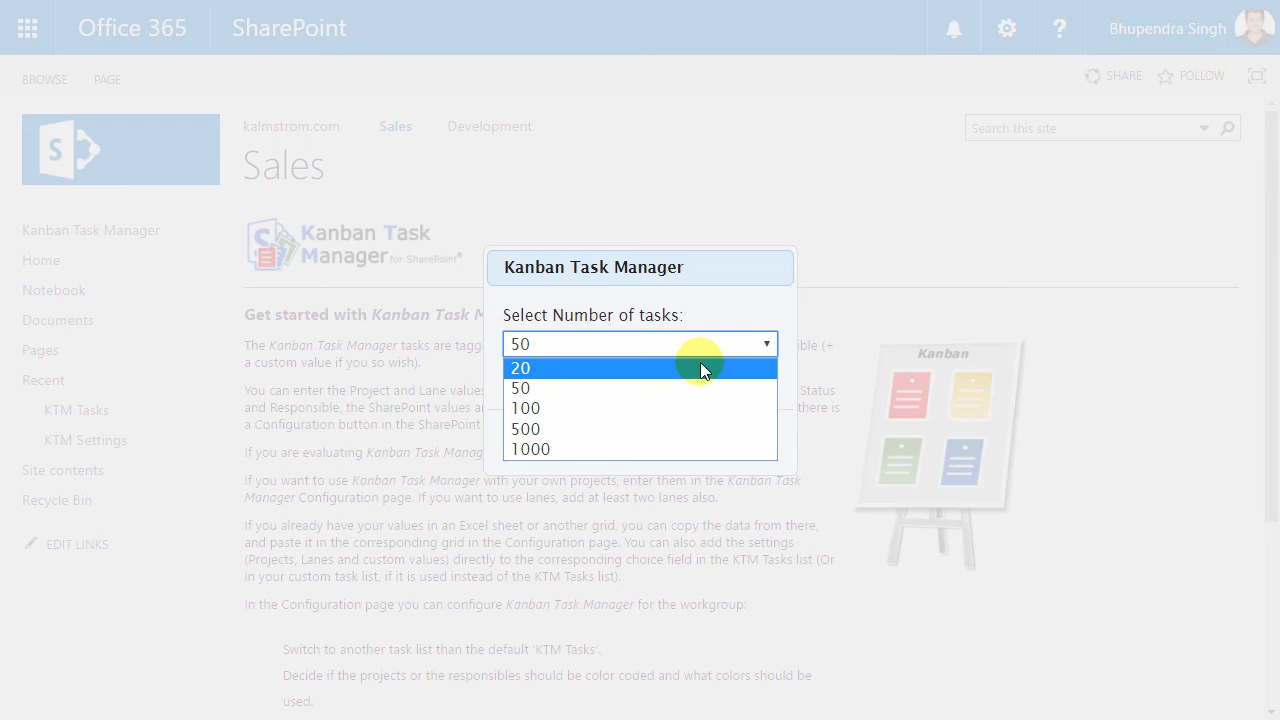 Office 365
SharePoint
Bhupendra Singh
BROWSE
PAGE
SHARE
FOLLOW
kalmstrom.com
Sales
Development
Search this site
Sales
Kanban Task Manager
Home
Notebook
Documents
Pages
Recent
KTM Tasks
KTM Settings
Site contents
Recycle Bin
EDIT LINKS
Kanban Task
Manager for SharePoint®
Get started with Kanban Task M
The Kanban Task Manager tasks are tagg
ible (+
a custom value if you so wish).
You can enter the Project and Lane values
Status
and Responsible, the SharePoint values a
there is
a Configuration button in the SharePoint
If you are evaluating Kanban Task Manag
If you want to use Kanban Task Manager with your own projects, enter them in the Kanban Task
Manager Configuration page. If you want to use lanes, add at least two lanes also.
If you already have your values in an Excel sheet or another grid, you can copy the data from there,
and paste it in the corresponding grid in the Configuration page. You can also add the settings
(Projects, Lanes and custom values) directly to the corresponding choice field in the KTM Tasks list (Or
in your custom task list, if it is used instead of the KTM Tasks list).
In the Configuration page you can configure Kanban Task Manager for the workgroup:
Switch to another task list than the default 'KTM Tasks'.
Decide if the projects or the responsibles should be color coded and what colors should be
used.
Kanban Task Manager
Select Number of tasks:
50
20
50
100
500
1000
Kanban